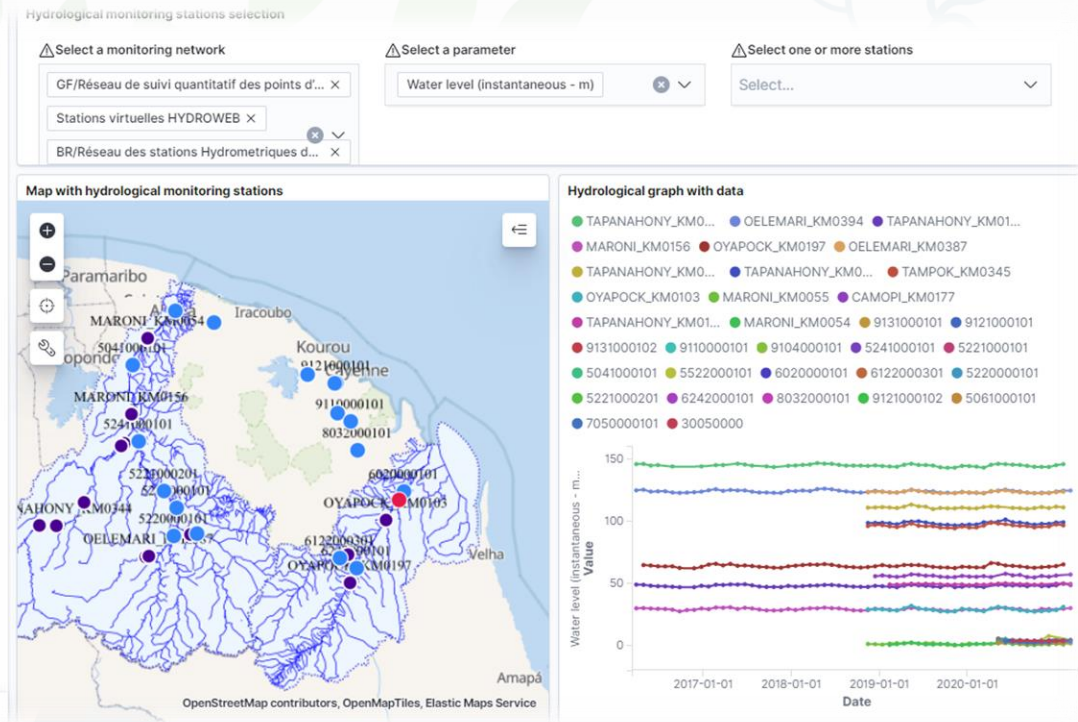 Hydrological monitoring stations selection
Select a monitoring network
Select a parameter
Select one or more stations
GF/Réseau de suivi quantitatif des points d'... ×
Water level (instantaneous - m)
Select...
Stations virtuelles HYDROWEB ×
BR/Réseau des stations Hydrometriques d... ×
Map with hydrological monitoring stations
Paramaribo
MARONI_KM0054
Iracoubo
5041000101
Kourou
9121000101
MARONI_KM0156
9110000101
5241000101
8032000101
5221000201
6020000101
OYAPOCK_KM0103
5220000101
6122000301
Velha
OYAPOCK_KM0197
Amapá
OpenStreetMap contributors, OpenMapTiles, Elastic Maps Service
Hydrological graph with data
TAPANAHONY_KM0... OELEMARI_KM0394 TAPANAHONY_KM01...
MARONI_KM0156 OYAPOCK_KM0197 OELEMARI_KM0387
TAPANAHONY_KM0... TAPANAHONY_KM0... TAMPOK_KM0345
OYAPOCK_KM0103 MARONI_KM0055 CAMOPI_KM0177
TAPANAHONY_KM01... MARONI_KM0054 9131000101 9121000101
9131000102 9110000101 9104000101 5241000101 5221000101
5041000101 5522000101 6020000101 6122000301 5220000101
5221000201 6242000101 8032000101 9121000102 5061000101
7050000101 30050000
Water level (instantaneous - m...
Value
150
100
50
0
2017-01-01 2018-01-01 2019-01-01 2020-01-01
Date